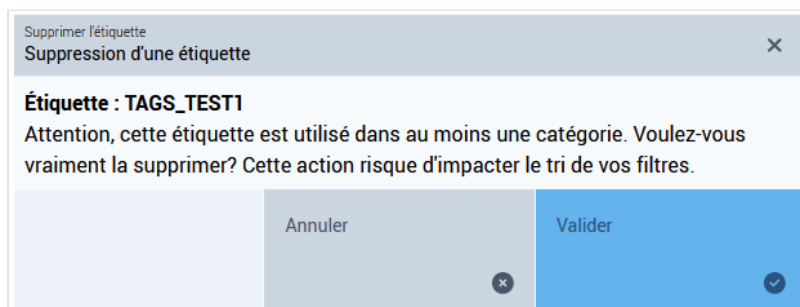 Supprimer l'étiquette
Suppression d'une étiquette
Étiquette : TAGS_TEST1
Attention, cette étiquette est utilisé dans au moins une catégorie. Voulez-vous
vraiment la supprimer? Cette action risque d'impacter le tri de vos filtres.
Annuler
Valider